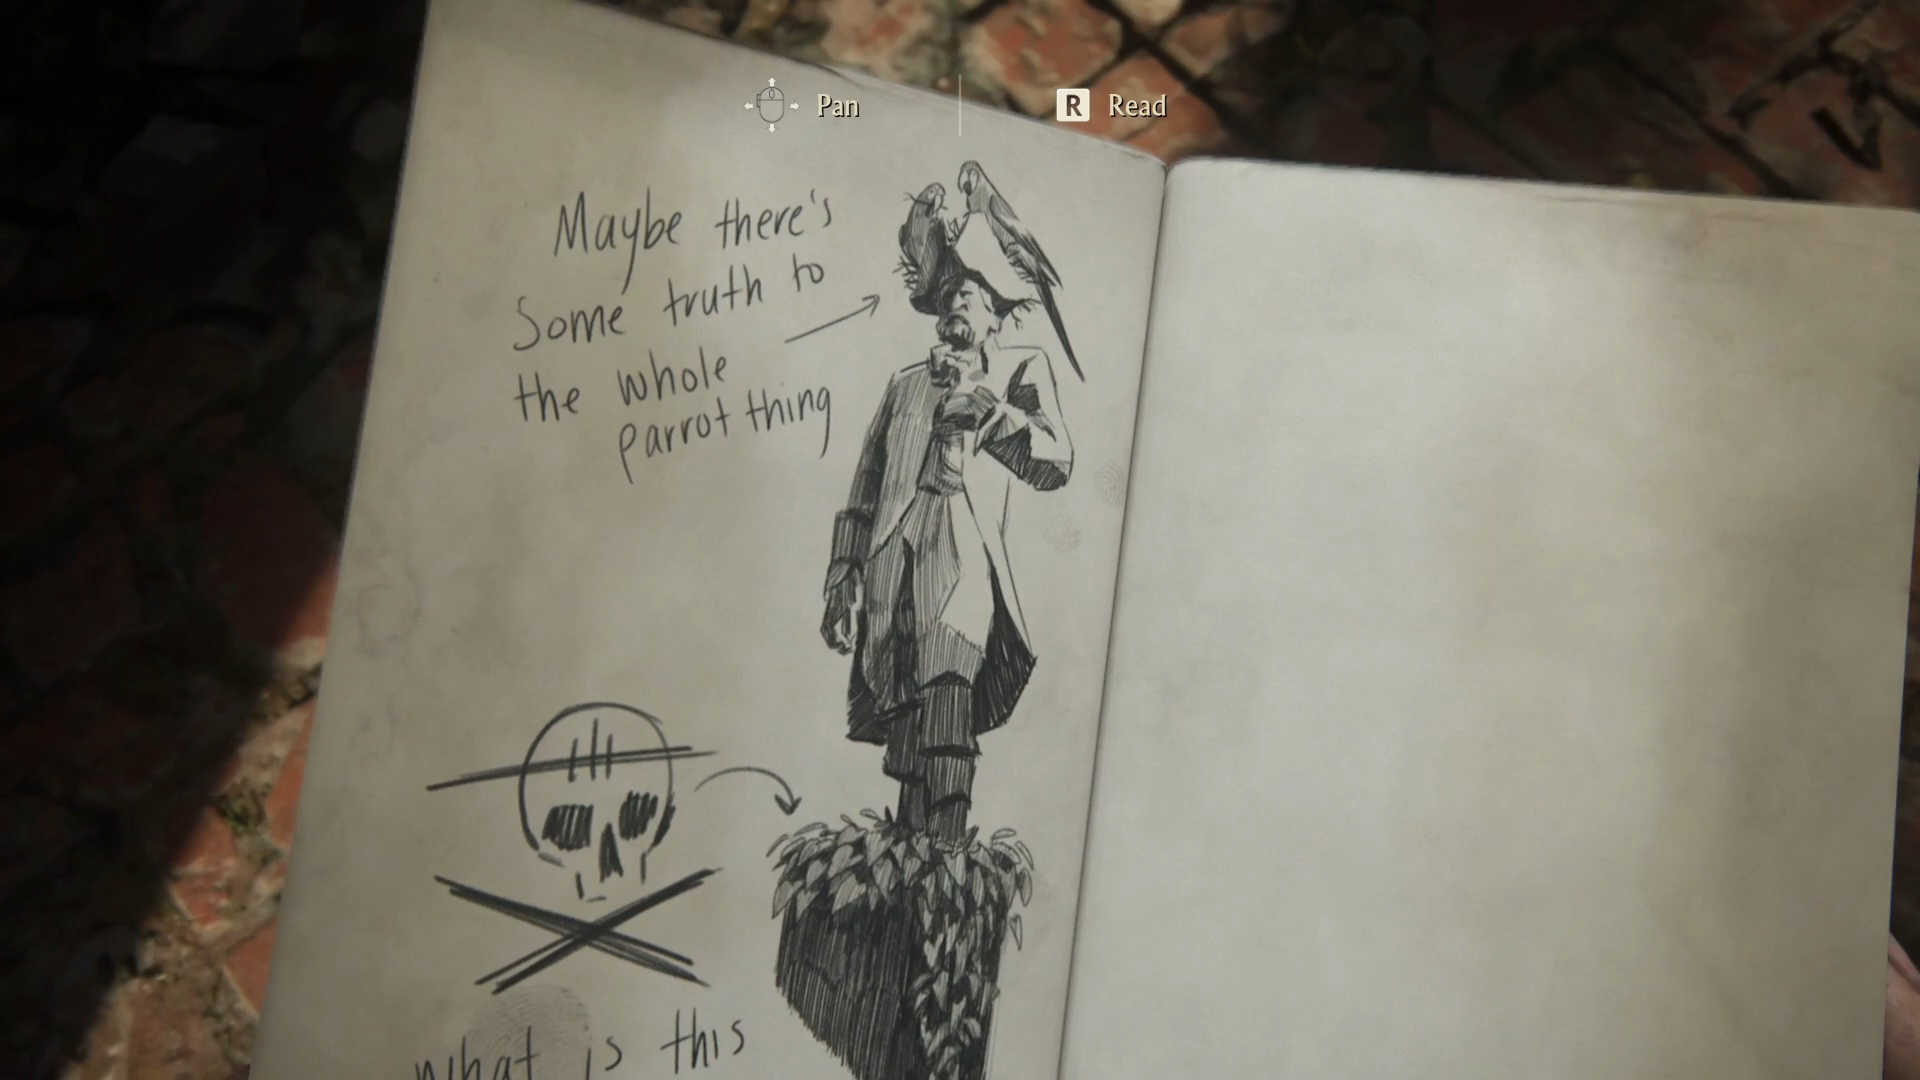 Pan
R Read
Maybe there's
Some truth to
the whole
parrot thing
What is this